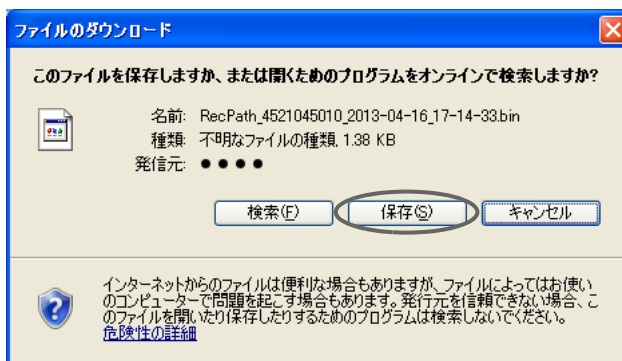 ファイルのダウンロード
このファイルを保存しますか、または開くためのプログラムをオンラインで検索しますか?
名前: RecPath_4521045010_2013-04-16_17-14-33.bin
種類: 不明なファイルの種類, 1.38 KB
発信元: ●●●●
検索(F) 保存(S) キャンセル
インターネットからのファイルは便利な場合もありますが、ファイルによってはお使い
のコンピューターで問題を起こす場合もあります。発行元を信頼できない場合、こ
のファイルを開いたり保存したりするためのプログラムは検索しないでください。
危険性の詳細